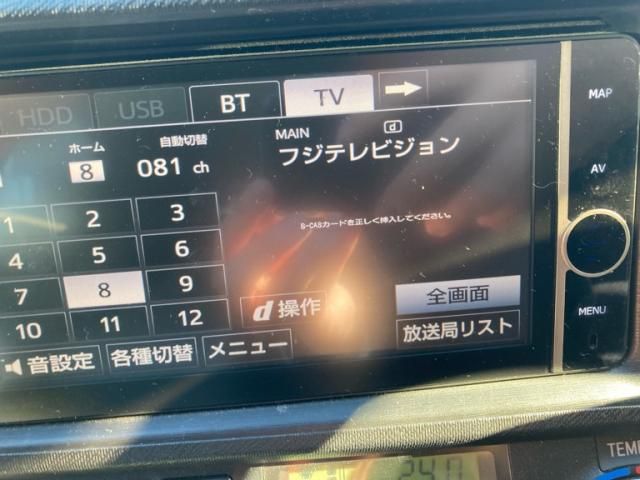 HDD USB BT TV MAP
ホーム 自動切替 MAIN d
8 081 ch フジテレビジョン
AV
B-CASカードを正しく挿入してください。
1 2 3
4 5 6
7 8 9
10 11 12
d 操作 全画面
MENU
音設定 各種切替 メニュー 放送局リスト
TEM
24.0